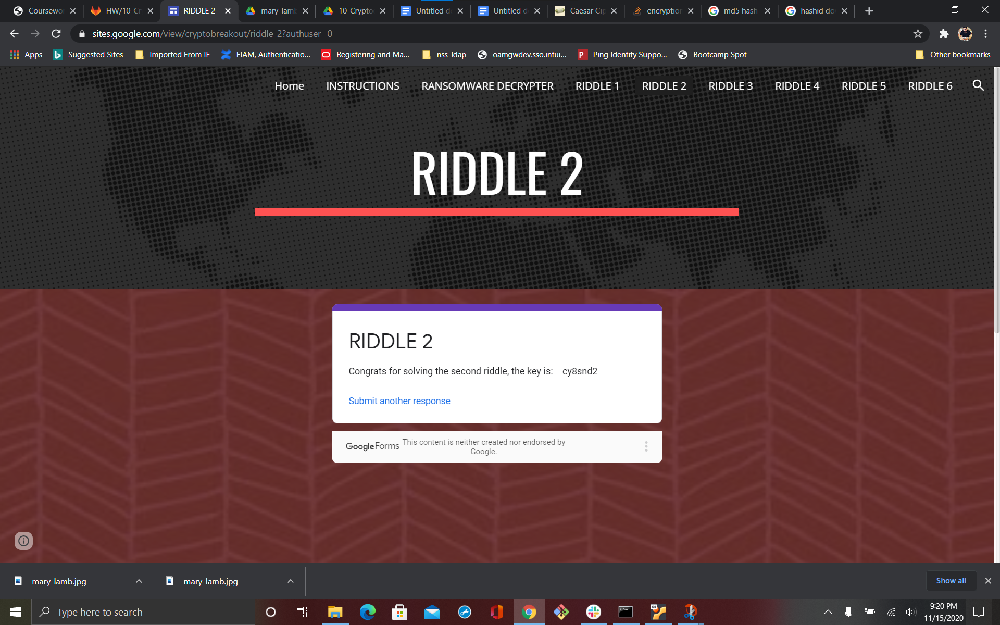 Coursewor
HW/10-Cr
RIDDLE 2
mary-lamb
10-Crypto
Untitled d
Untitled d
Caesar Cip
encryption
md5 hash
hashid do
sites.google.com/view/cryptobreakout/riddle-2?authuser=0
Apps
Suggested Sites
Imported From IE
EIAM, Authenticatio...
Registering and Ma...
nss_ldap
oamgwdev.sso.intui...
Ping Identity Suppo...
Bootcamp Spot
Other bookmarks
Home
INSTRUCTIONS
RANSOMWARE DECRYPTER
RIDDLE 1
RIDDLE 2
RIDDLE 3
RIDDLE 4
RIDDLE 5
RIDDLE 6
RIDDLE 2
RIDDLE 2
Congrats for solving the second riddle, the key is: cy8snd2
Submit another response
Google Forms
This content is neither created nor endorsed by
Google.
mary-lamb.jpg
mary-lamb.jpg
Show all
Type here to search
64
9:20 PM
11/15/2020